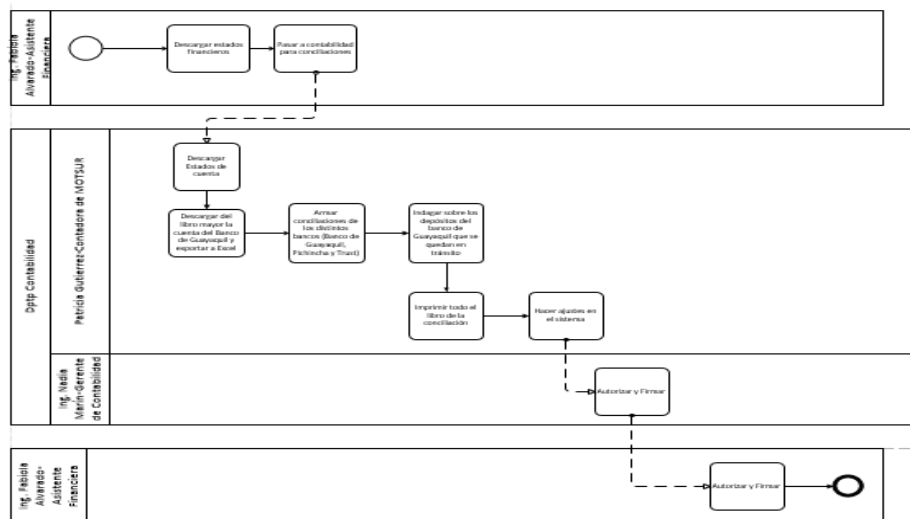 Ing. Fabiola
Alvarado-Asistente
Financiera
Descargar estados
financieros
Pasar a contabilidad
para conciliaciones
Dptp Contabilidad
Patricia Gutierrez-Contadora de MOTSUR
Descargar
Estados de
cuenta
Descargar del
libro mayor la
cuenta del Banco
de Guayaquil y
exportar a Excel
Armar
conciliaciones de
los distintos
bancos (Banco de
Guayaquil,
Pichincha y Trust)
Indagar sobre los
depósitos del
banco de
Guayaquil que se
quedan en
tránsito
Imprimir todo el
libro de la
conciliación
Hacer ajustes en
el sistema
Ing. Nadia
Marin-Gerente
de Contabilidad
Autorizar y Firmar
Ing. Fabiola
Alvarado-
Asistente
Financiera
Autorizar y Firmar